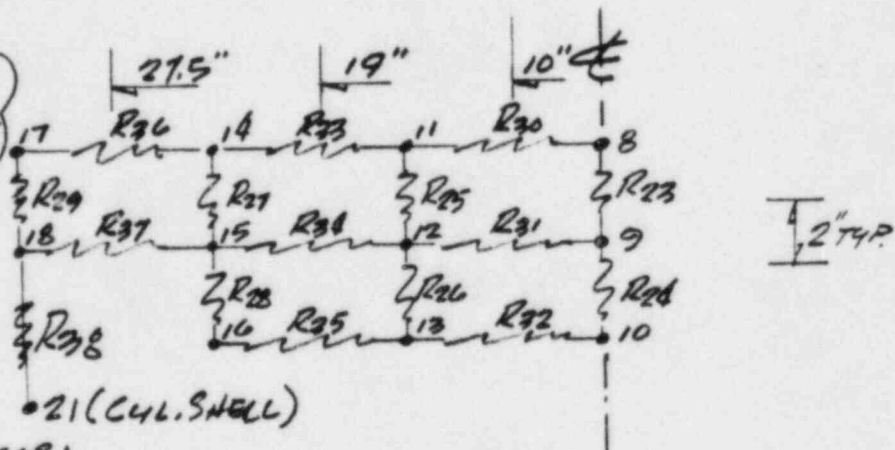 27.5" 19" 10" ℄
17 R36 14 R33 11 R30 8
R29 R27 R25 R23
18 R37 15 R34 12 R31 9 2" TYP.
R38 R28 R26 R24
16 R35 13 R32 10
21 (CYL. SHELL)